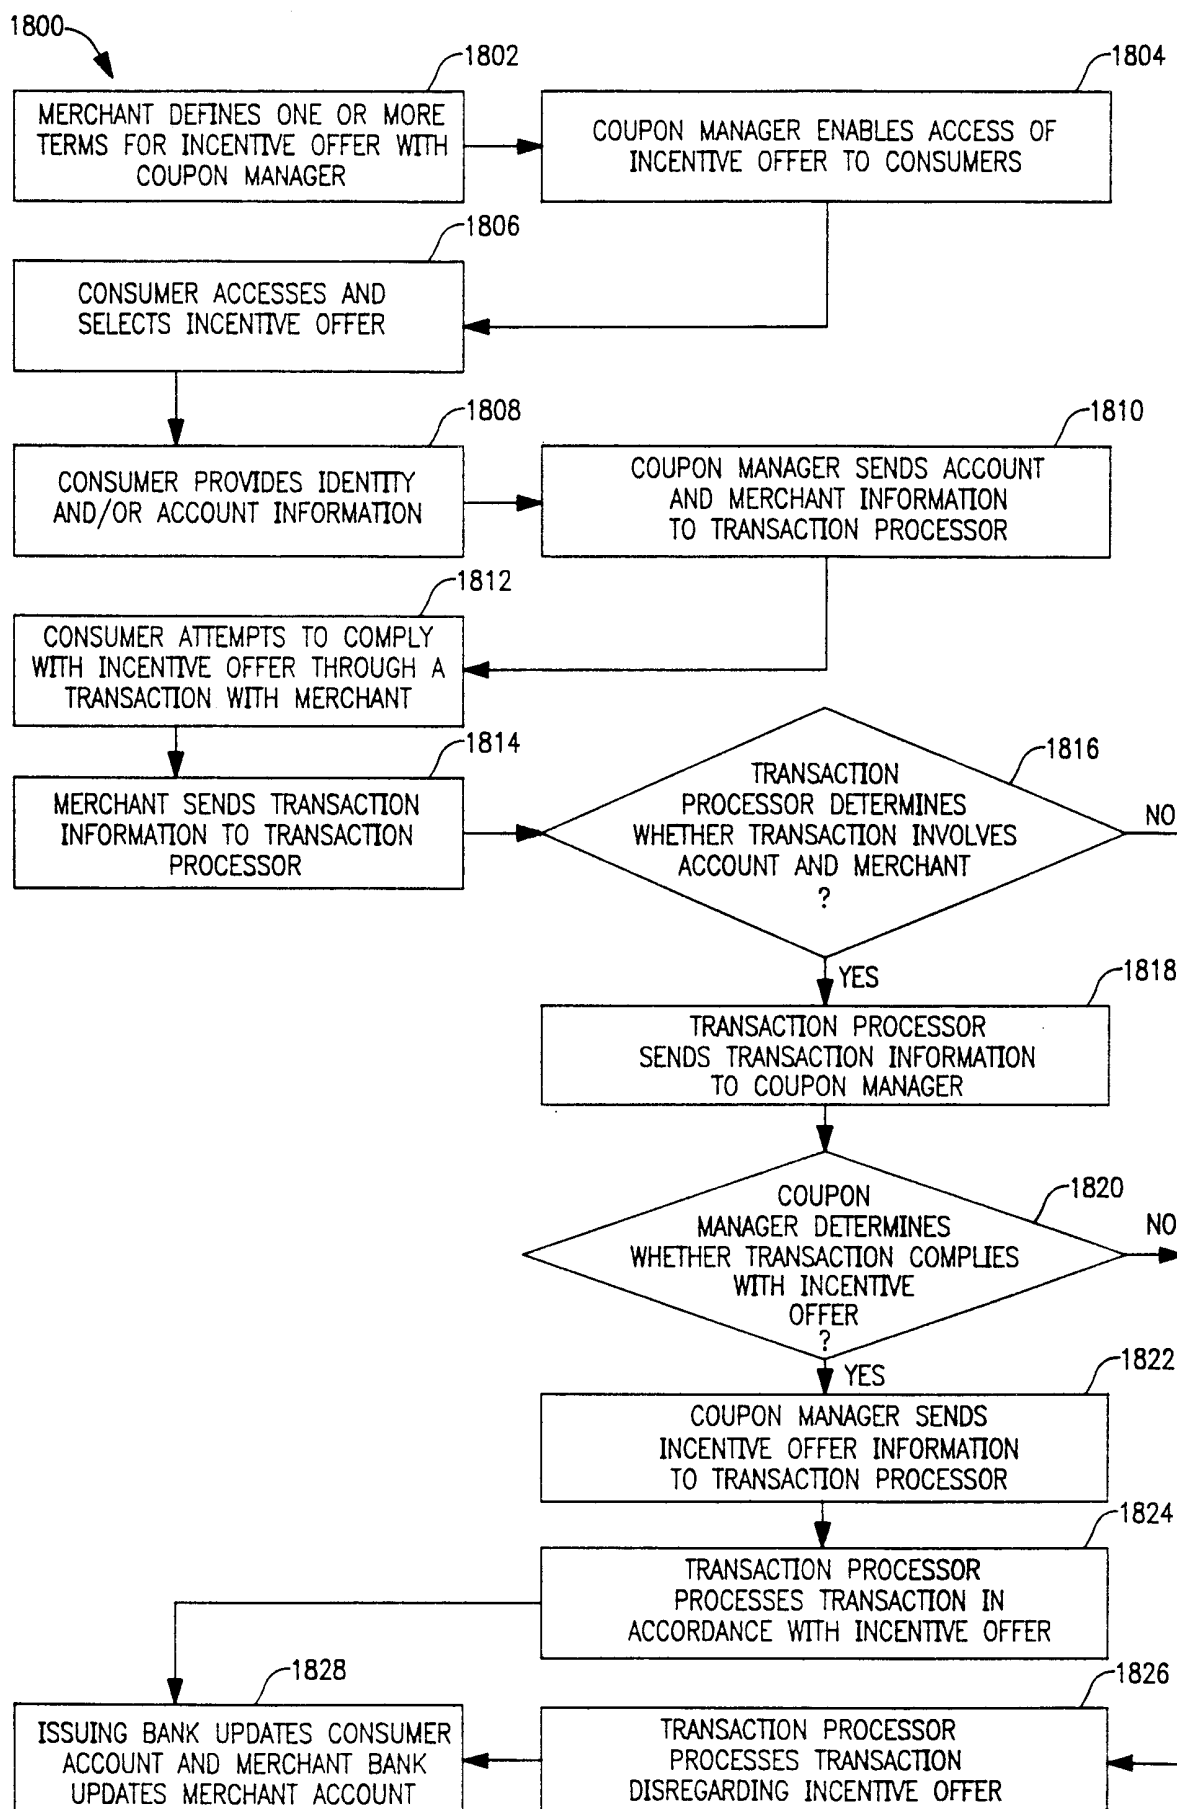 1800
1802
MERCHANT DEFINES ONE OR MORE
TERMS FOR INCENTIVE OFFER WITH
COUPON MANAGER
1804
COUPON MANAGER ENABLES ACCESS OF
INCENTIVE OFFER TO CONSUMERS
1806
CONSUMER ACCESSES AND
SELECTS INCENTIVE OFFER
1808
CONSUMER PROVIDES IDENTITY
AND/OR ACCOUNT INFORMATION
1810
COUPON MANAGER SENDS ACCOUNT
AND MERCHANT INFORMATION
TO TRANSACTION PROCESSOR
1812
CONSUMER ATTEMPTS TO COMPLY
WITH INCENTIVE OFFER THROUGH A
TRANSACTION WITH MERCHANT
1814
MERCHANT SENDS TRANSACTION
INFORMATION TO TRANSACTION
PROCESSOR
1816
TRANSACTION
PROCESSOR DETERMINES
WHETHER TRANSACTION INVOLVES
ACCOUNT AND MERCHANT
?
NO
YES
1818
TRANSACTION PROCESSOR
SENDS TRANSACTION INFORMATION
TO COUPON MANAGER
1820
COUPON
MANAGER DETERMINES
WHETHER TRANSACTION COMPLIES
WITH INCENTIVE
OFFER
?
NO
YES
1822
COUPON MANAGER SENDS
INCENTIVE OFFER INFORMATION
TO TRANSACTION PROCESSOR
1824
TRANSACTION PROCESSOR
PROCESSES TRANSACTION IN
ACCORDANCE WITH INCENTIVE OFFER
1826
TRANSACTION PROCESSOR
PROCESSES TRANSACTION
DISREGARDING INCENTIVE OFFER
1828
ISSUING BANK UPDATES CONSUMER
ACCOUNT AND MERCHANT BANK
UPDATES MERCHANT ACCOUNT